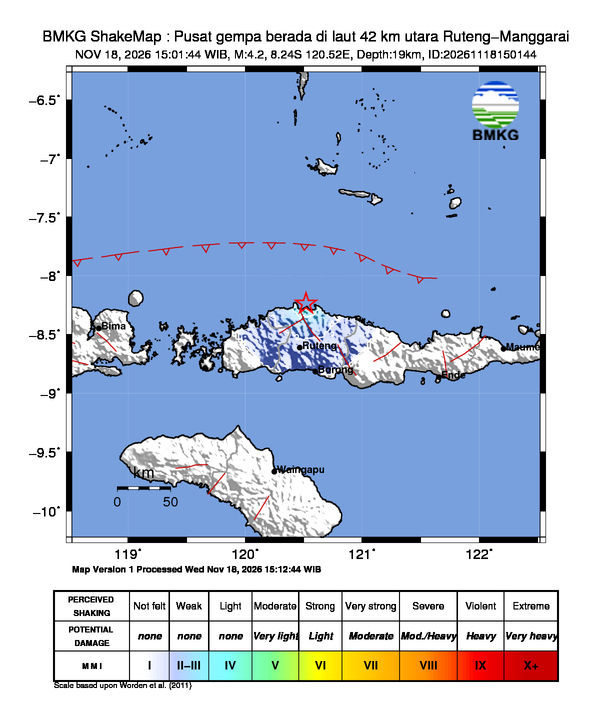 BMKG ShakeMap : Pusat gempa berada di laut 42 km utara Ruteng-Manggarai
NOV 18, 2026 15:01:44 WIB, M:4.2, 8.24S 120.52E, Depth:19km, ID:20261118150144
-6.5°
BMKG
-7°
-7.5°
-8°
Bima
-8.5°
Ruteng
Maume
Borong
Ende
-9°
-9.5°
Waingapu
km
0 50
-10°
119° 120° 121° 122°
Map Version 1 Processed Wed Nov 18, 2026 15:12:44 WIB
PERCEIVED SHAKING Not felt Weak Light Moderate Strong Very strong Severe Violent Extreme
POTENTIAL DAMAGE none none none Very light Light Moderate Mod./Heavy Heavy Very heavy
MMI I II-III IV V VI VII VIII IX X+
Scale based upon Worden et al. (2011)